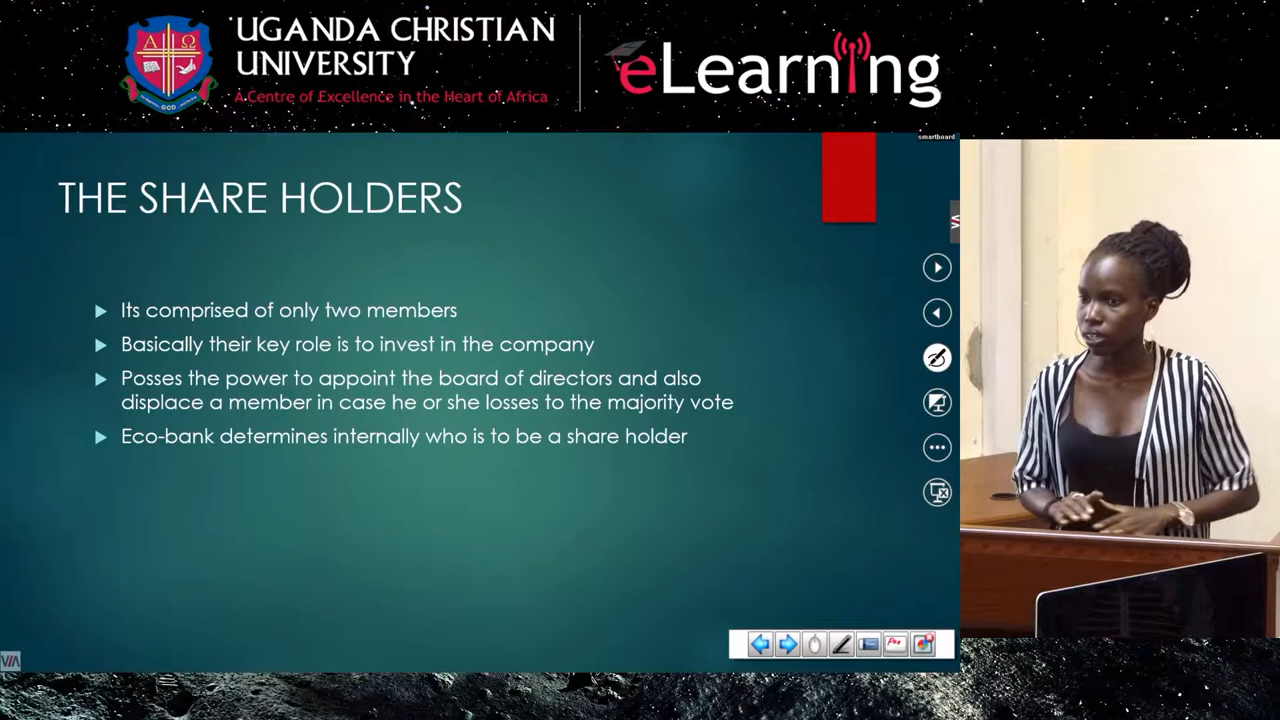 UGANDA CHRISTIAN
UNIVERSITY
A Centre of Excellence in the Heart of Africa
eLearning
A Ω
GCD
smartboard
THE SHARE HOLDERS
Its comprised of only two members
Basically their key role is to invest in the company
Posses the power to appoint the board of directors and also
displace a member in case he or she losses to the majority vote
Eco-bank determines internally who is to be a share holder
VIA